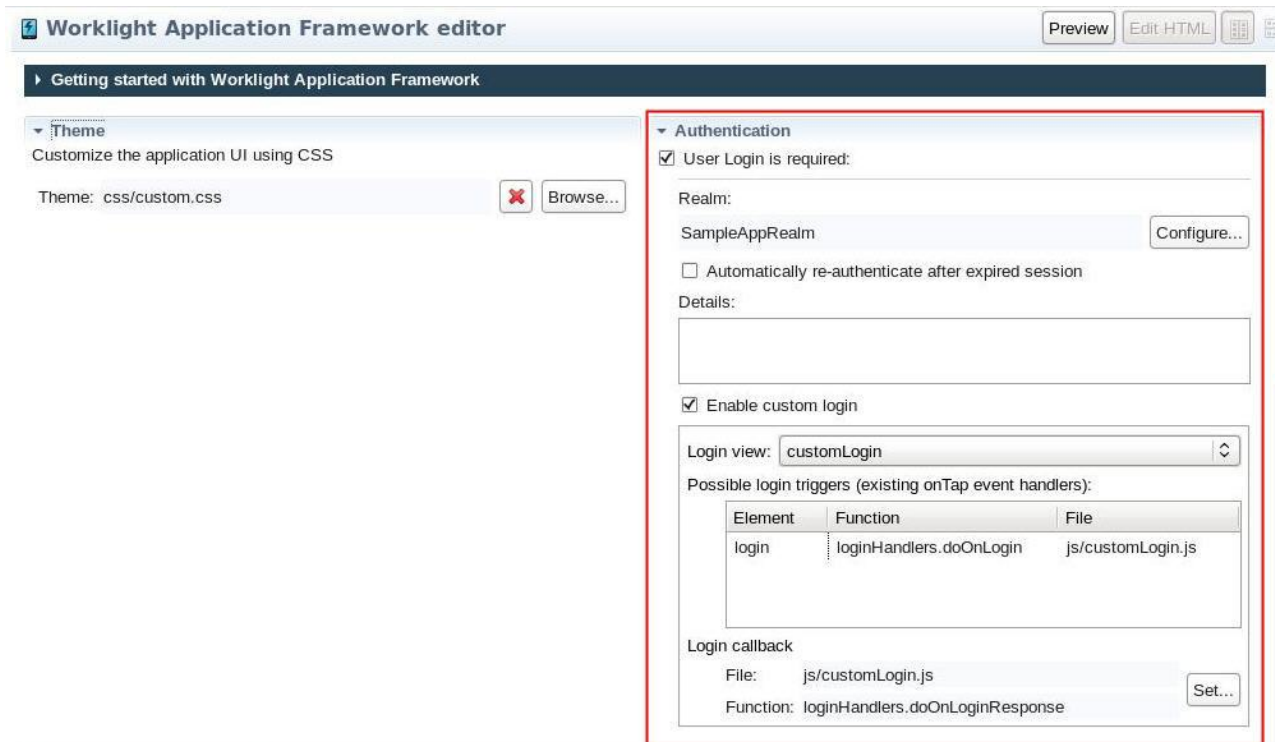 Worklight Application Framework editor
Preview
Edit HTML
Getting started with Worklight Application Framework
Theme
Customize the application UI using CSS
Theme: css/custom.css
Browse...
Authentication
User Login is required:
Realm:
SampleAppRealm
Configure...
Automatically re-authenticate after expired session
Details:
Enable custom login
Login view: customLogin
Possible login triggers (existing onTap event handlers):
Element Function File
login loginHandlers.doOnLogin js/customLogin.js
Login callback
File: js/customLogin.js
Set...
Function: loginHandlers.doOnLoginResponse